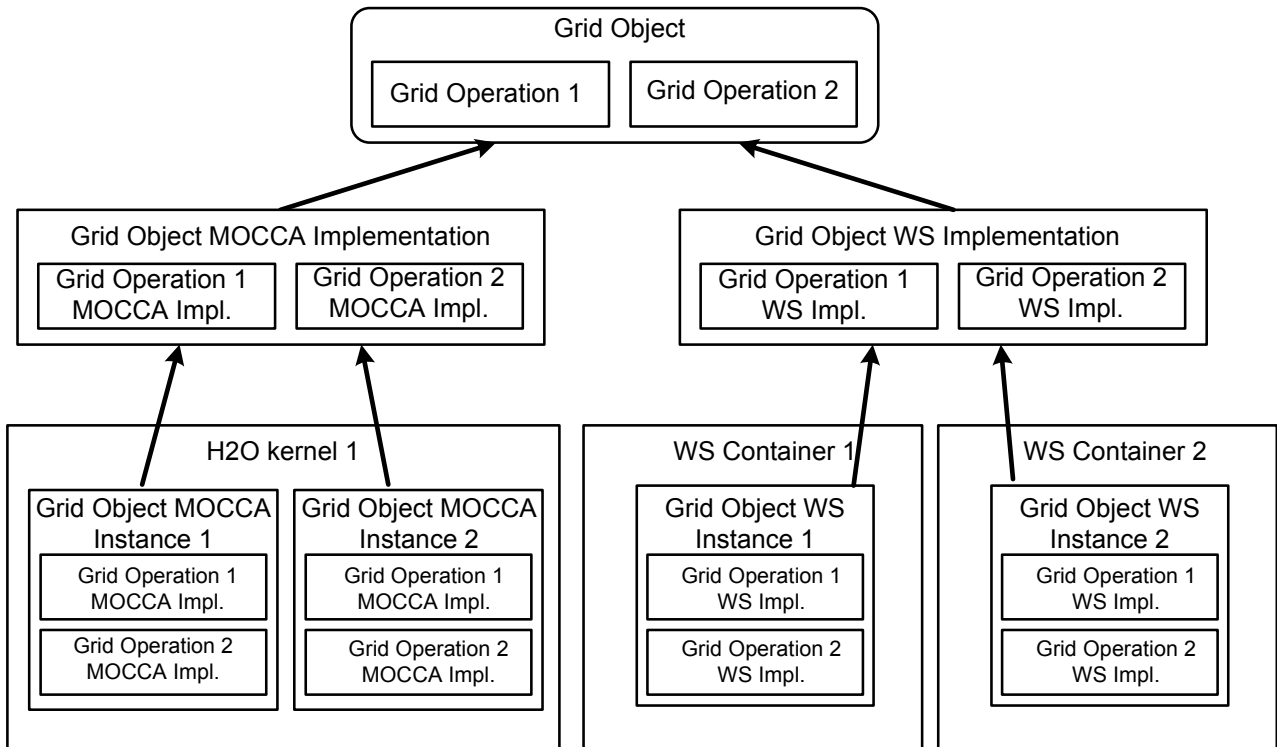 Grid Object
Grid Operation 1
Grid Operation 2
Grid Object MOCCA Implementation
Grid Operation 1
MOCCA Impl.
Grid Operation 2
MOCCA Impl.
Grid Object WS Implementation
Grid Operation 1
WS Impl.
Grid Operation 2
WS Impl.
H2O kernel 1
Grid Object MOCCA
Instance 1
Grid Operation 1
MOCCA Impl.
Grid Operation 2
MOCCA Impl.
Grid Object MOCCA
Instance 2
Grid Operation 1
MOCCA Impl.
Grid Operation 2
MOCCA Impl.
WS Container 1
Grid Object WS
Instance 1
Grid Operation 1
WS Impl.
Grid Operation 2
WS Impl.
WS Container 2
Grid Object WS
Instance 2
Grid Operation 1
WS Impl.
Grid Operation 2
WS Impl.